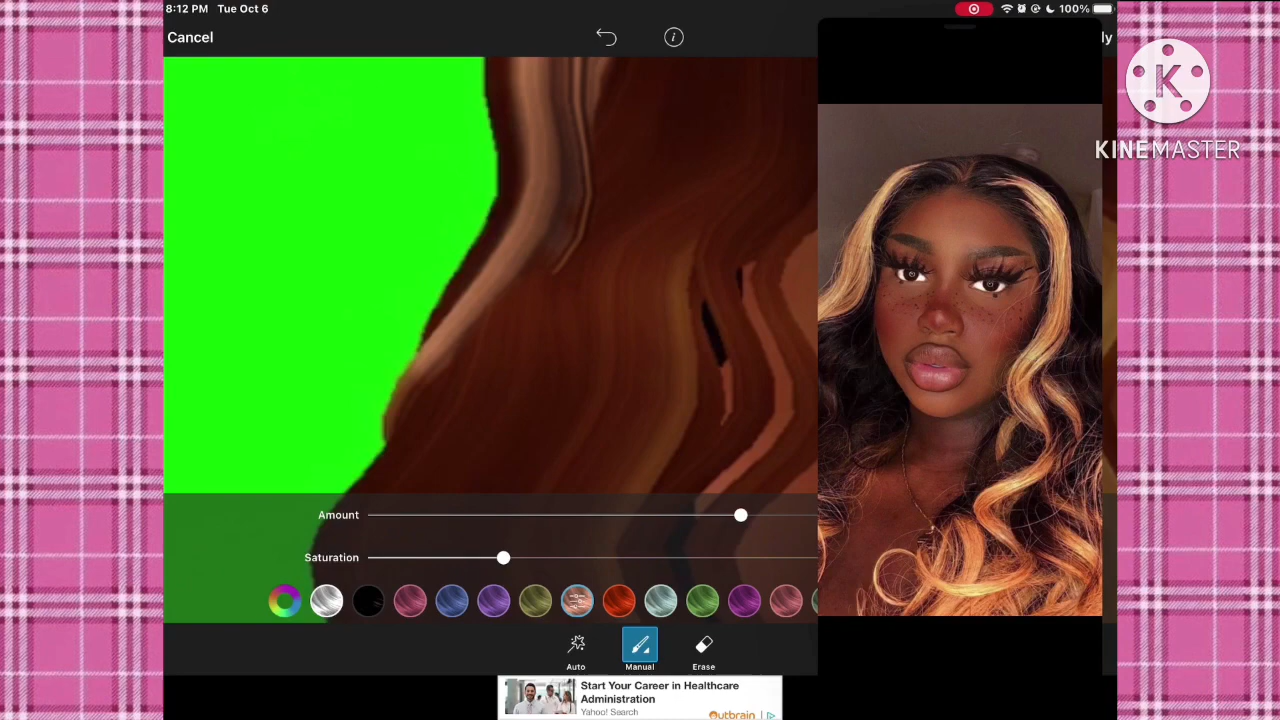 8:12 PM Tue Oct 6
100%
Cancel
ly
KINEMASTER
Amount
Saturation
Auto
Manual
Erase
Start Your Career in Healthcare
Administration
Yahoo! Search
Outbrain